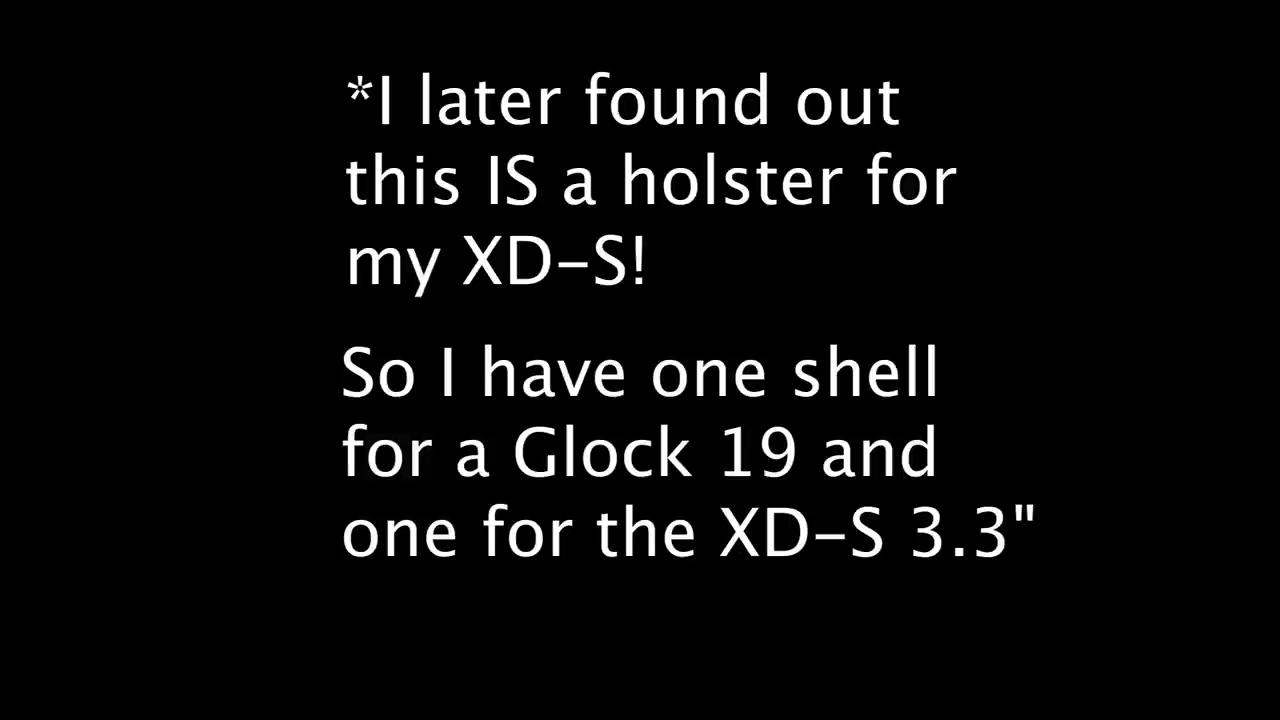 *I later found out
this IS a holster for
my XD-S!
So I have one shell
for a Glock 19 and
one for the XD-S 3.3"